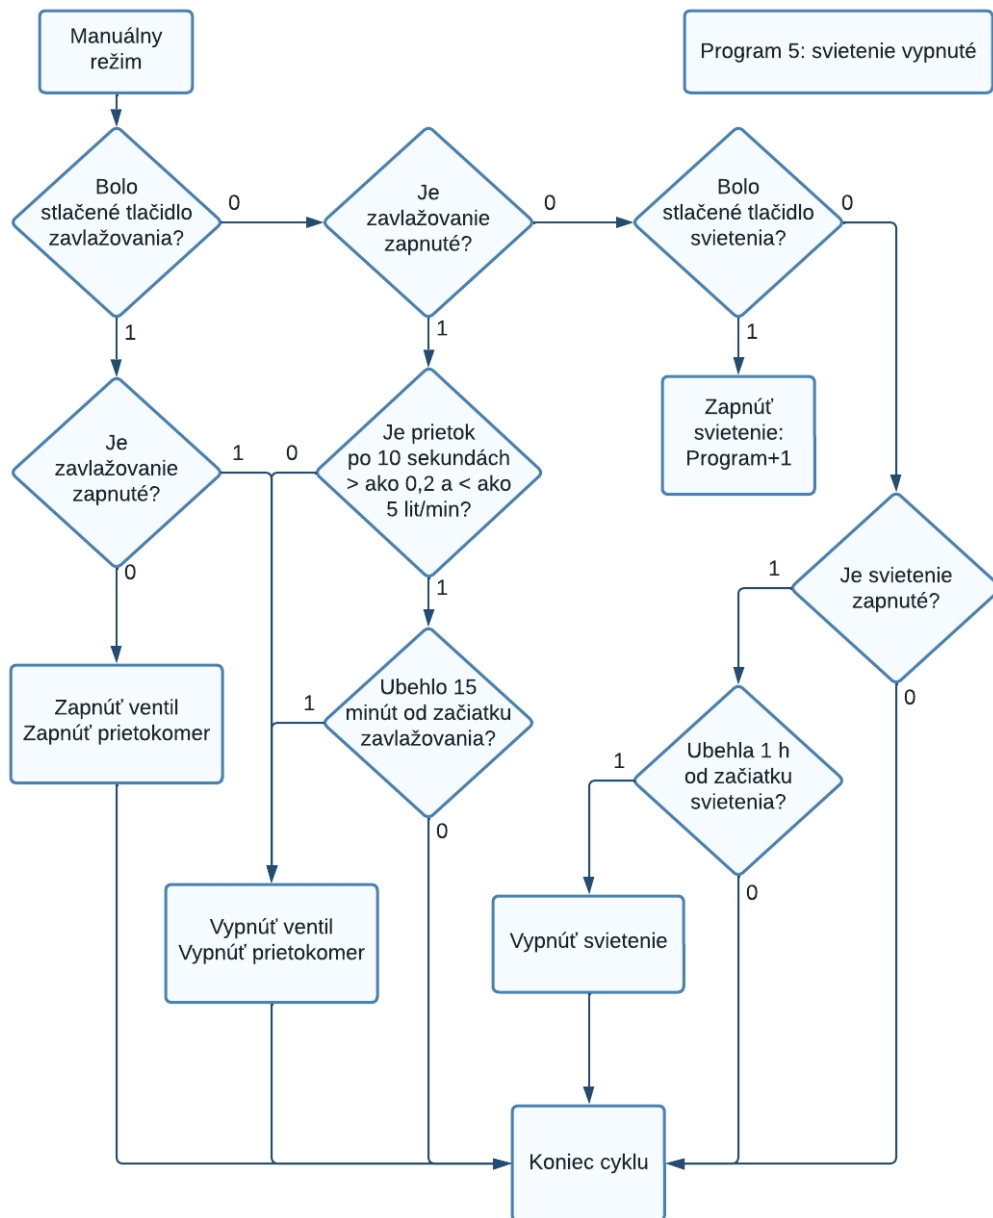 Manuálny
režim
Program 5: svietenie vypnuté
Bolo
stlačené tlačidlo
zavlažovania?
0
Je
zavlažovanie
zapnuté?
0
Bolo
stlačené tlačidlo
svietenia?
0
1
1
1
Je
zavlažovanie
zapnuté?
1
0
Je prietok
po 10 sekundách
> ako 0,2 a < ako
5 lit/min?
Zapnúť
svietenie:
Program+1
0
1
1
Je svietenie
zapnuté?
0
Zapnúť ventil
Zapnúť prietokomer
1
Ubehlo 15
minút od začiatku
zavlažovania?
0
1
Ubehla 1 h
od začiatku
svietenia?
0
Vypnúť ventil
Vypnúť prietokomer
Vypnúť svietenie
Koniec cyklu